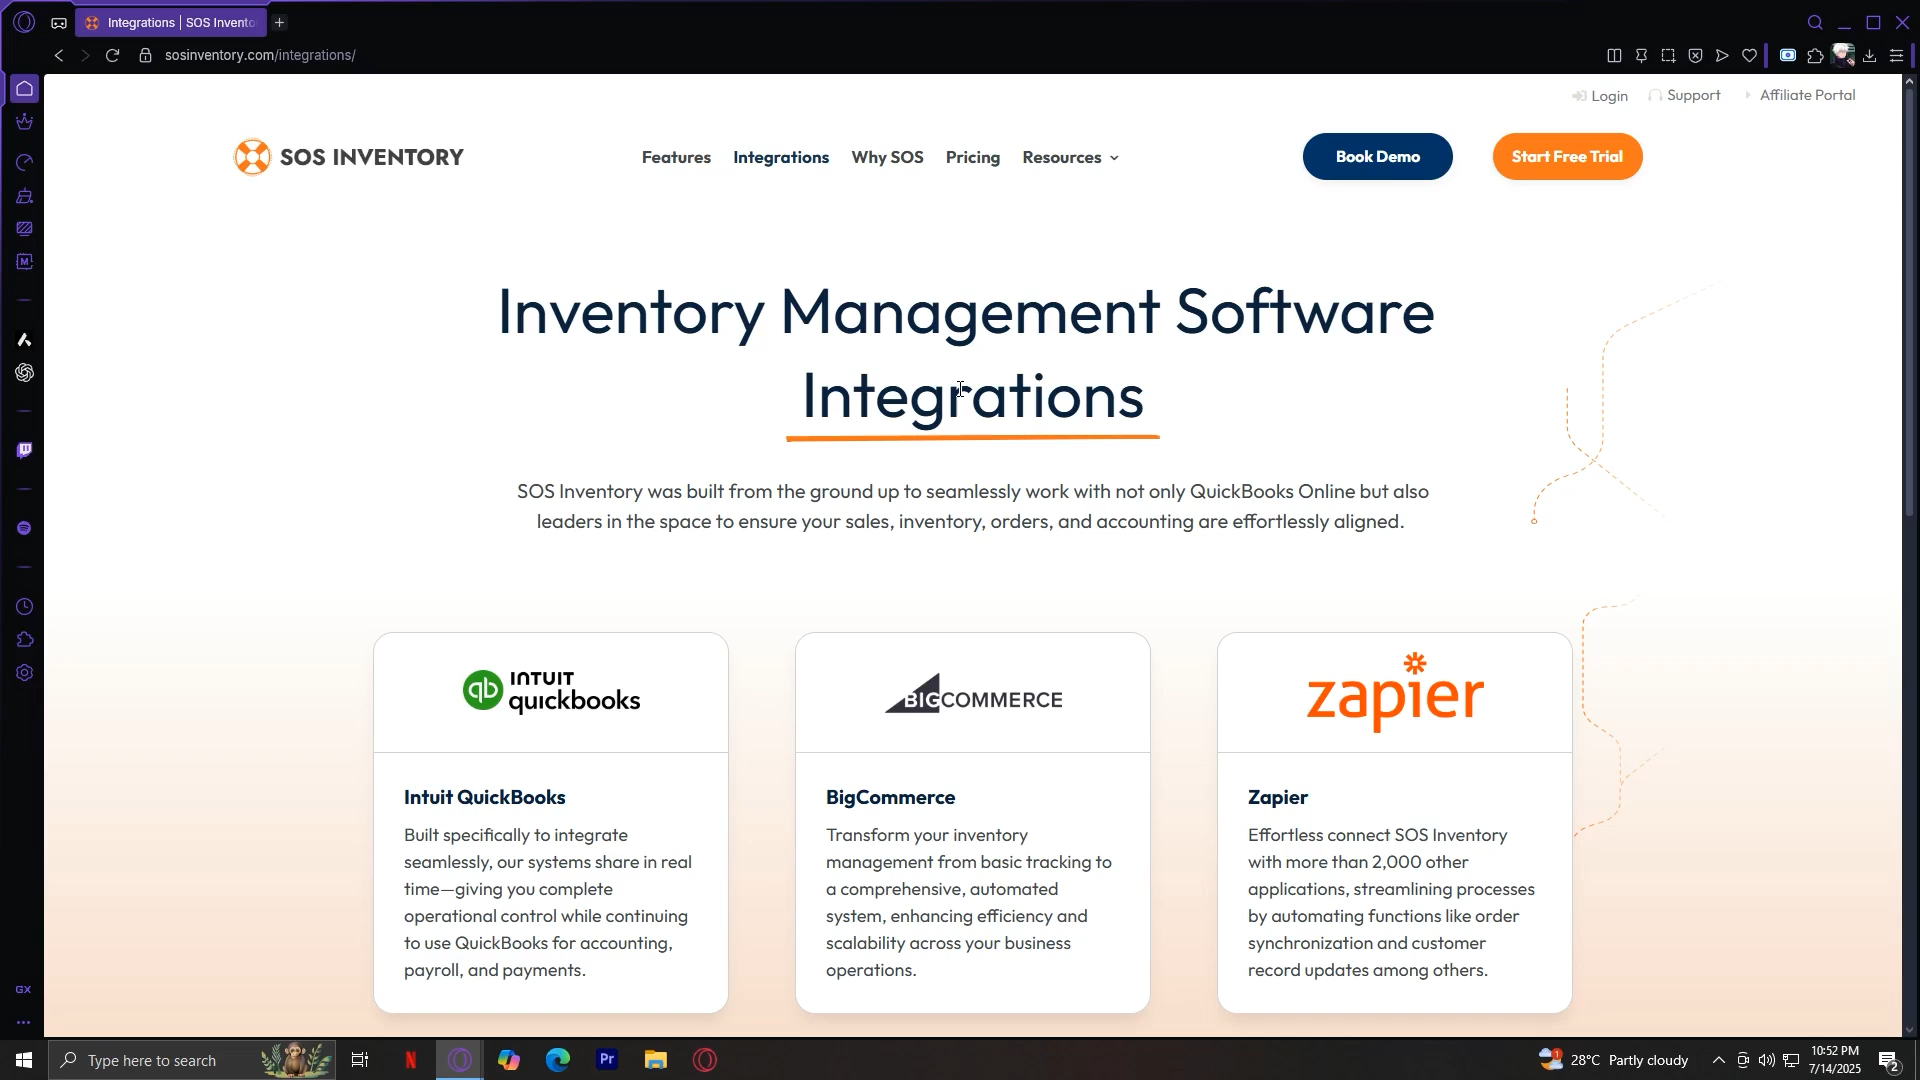 Integrations | SOS Invento
sosinventory.com/integrations/
Login
Support
Affiliate Portal
SOS INVENTORY
Features
Integrations
Why SOS
Pricing
Resources
Book Demo
Start Free Trial
Inventory Management Software
Integrations
SOS Inventory was built from the ground up to seamlessly work with not only QuickBooks Online but also
leaders in the space to ensure your sales, inventory, orders, and accounting are effortlessly aligned.
INTUIT
quickbooks
BIGCOMMERCE
zapier
Intuit QuickBooks
Built specifically to integrate
seamlessly, our systems share in real
time—giving you complete
operational control while continuing
to use QuickBooks for accounting,
payroll, and payments.
BigCommerce
Transform your inventory
management from basic tracking to
a comprehensive, automated
system, enhancing efficiency and
scalability across your business
operations.
Zapier
Effortless connect SOS Inventory
with more than 2,000 other
applications, streamlining processes
by automating functions like order
synchronization and customer
record updates among others.
GX
Type here to search
Pr
28°C Partly cloudy
10:52 PM
7/14/2025
2